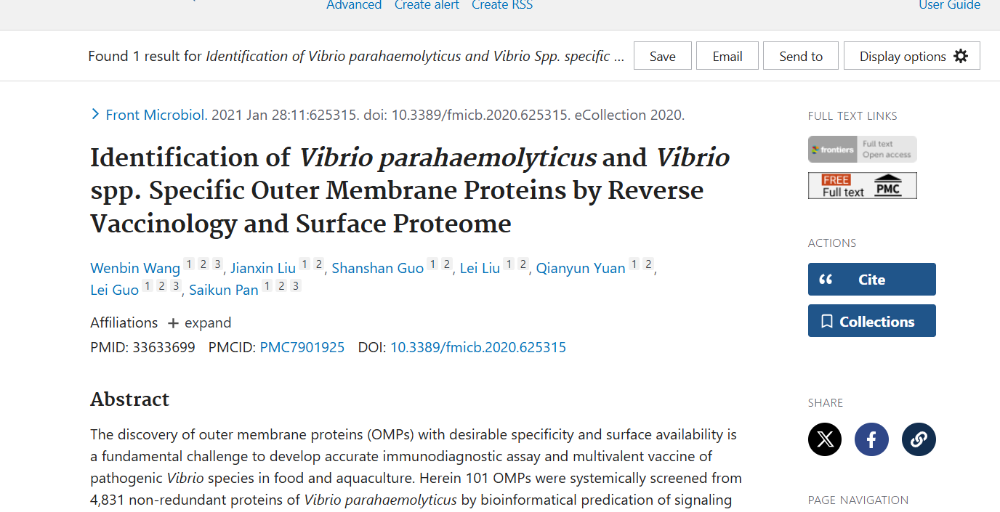 Advanced Create alert Create RSS User Guide
Found 1 result for Identification of Vibrio parahaemolyticus and Vibrio Spp. specific ... Save Email Send to Display options
Front Microbiol. 2021 Jan 28:11:625315. doi: 10.3389/fmicb.2020.625315. eCollection 2020.
Identification of Vibrio parahaemolyticus and Vibrio
spp. Specific Outer Membrane Proteins by Reverse
Vaccinology and Surface Proteome
Wenbin Wang 1 2 3, Jianxin Liu 1 2, Shanshan Guo 1 2, Lei Liu 1 2, Qianyun Yuan 1 2,
Lei Guo 1 2 3, Saikun Pan 1 2 3
Affiliations + expand
PMID: 33633699 PMCID: PMC7901925 DOI: 10.3389/fmicb.2020.625315
Abstract
The discovery of outer membrane proteins (OMPs) with desirable specificity and surface availability is
a fundamental challenge to develop accurate immunodiagnostic assay and multivalent vaccine of
pathogenic Vibrio species in food and aquaculture. Herein 101 OMPs were systemically screened from
4,831 non-redundant proteins of Vibrio parahaemolyticus by bioinformatical predication of signaling
FULL TEXT LINKS
frontiers Full text
Open access
FREE
Full text PMC
ACTIONS
Cite
Collections
SHARE
PAGE NAVIGATION